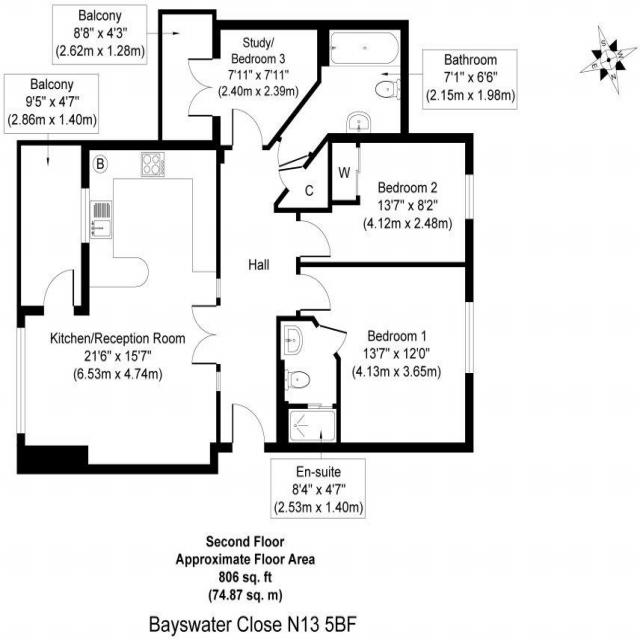 Balcony
8'8" x 4'3"
(2.62m x 1.28m)
Balcony
9'5" x 4'7"
(2.86m x 1.40m)
Study/
Bedroom 3
7'11" x 7'11"
(2.40m x 2.39m)
Bathroom
7'1" x 6'6"
(2.15m x 1.98m)
S
W
E
N
B
C
W
Bedroom 2
13'7" x 8'2"
(4.12m x 2.48m)
Hall
Kitchen/Reception Room
21'6" x 15'7"
(6.53m x 4.74m)
Bedroom 1
13'7" x 12'0"
(4.13m x 3.65m)
En-suite
8'4" x 4'7"
(2.53m x 1.40m)
Second Floor
Approximate Floor Area
806 sq. ft
(74.87 sq. m)
Bayswater Close N13 5BF